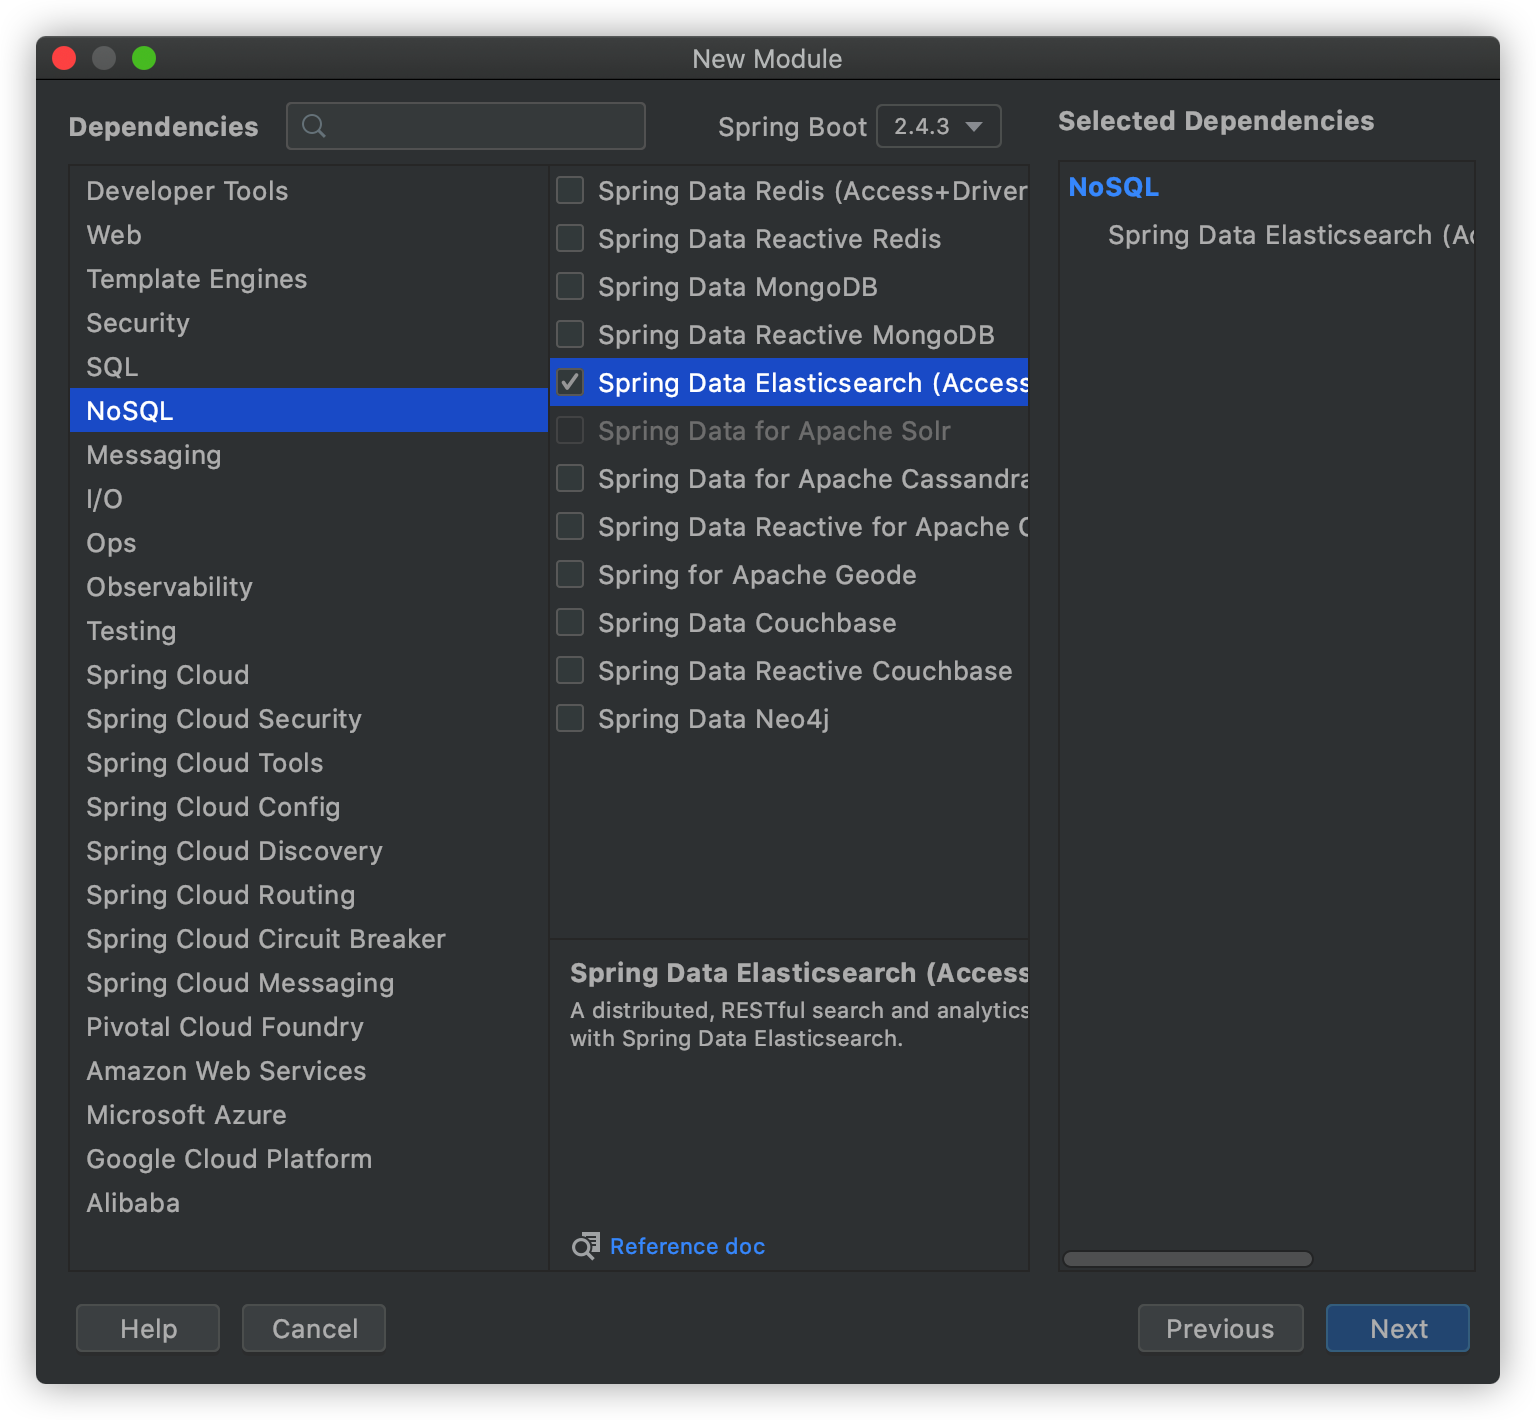 New Module
Dependencies
Spring Boot 2.4.3
Selected Dependencies
Developer Tools
Web
Template Engines
Security
SQL
NoSQL
Messaging
I/O
Ops
Observability
Testing
Spring Cloud
Spring Cloud Security
Spring Cloud Tools
Spring Cloud Config
Spring Cloud Discovery
Spring Cloud Routing
Spring Cloud Circuit Breaker
Spring Cloud Messaging
Pivotal Cloud Foundry
Amazon Web Services
Microsoft Azure
Google Cloud Platform
Alibaba
Spring Data Redis (Access+Driver
Spring Data Reactive Redis
Spring Data MongoDB
Spring Data Reactive MongoDB
Spring Data Elasticsearch (Access
Spring Data for Apache Solr
Spring Data for Apache Cassandra
Spring Data Reactive for Apache
Spring for Apache Geode
Spring Data Couchbase
Spring Data Reactive Couchbase
Spring Data Neo4j
Spring Data Elasticsearch (Access
A distributed, RESTful search and analytics
with Spring Data Elasticsearch.
Reference doc
NoSQL
Spring Data Elasticsearch
Help
Cancel
Previous
Next